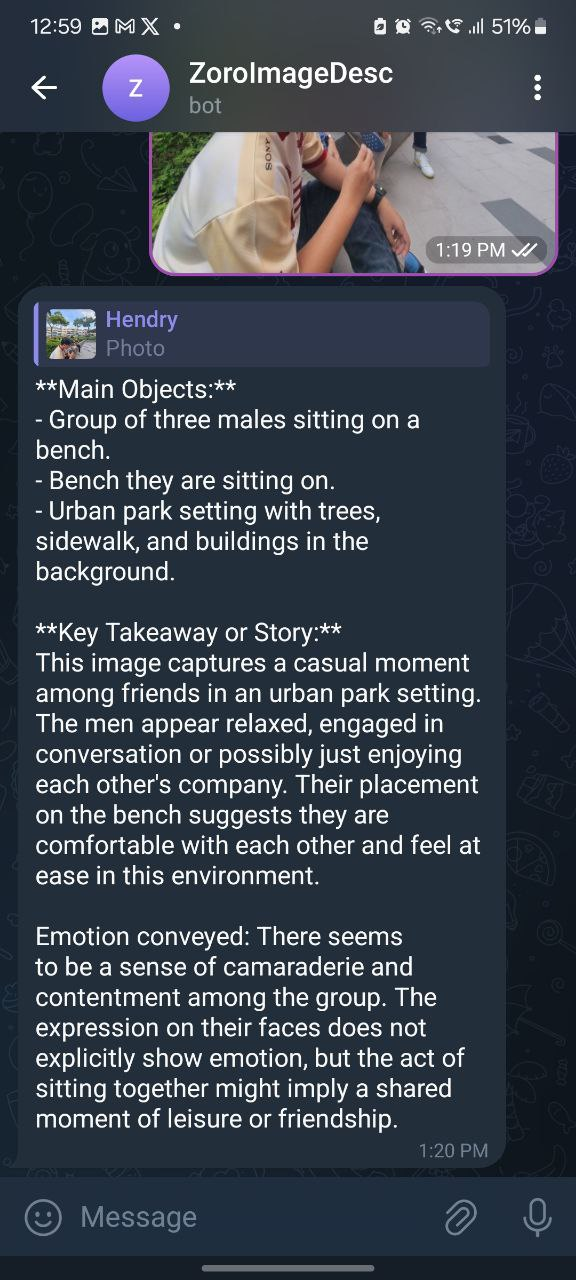 12:59
51%
Z
ZoroImageDesc
bot
SONY
1:19 PM
Hendry
Photo
**Main Objects:**
- Group of three males sitting on a
bench.
- Bench they are sitting on.
- Urban park setting with trees,
sidewalk, and buildings in the
background.
**Key Takeaway or Story:**
This image captures a casual moment
among friends in an urban park setting.
The men appear relaxed, engaged in
conversation or possibly just enjoying
each other's company. Their placement
on the bench suggests they are
comfortable with each other and feel at
ease in this environment.
Emotion conveyed: There seems
to be a sense of camaraderie and
contentment among the group. The
expression on their faces does not
explicitly show emotion, but the act of
sitting together might imply a shared
moment of leisure or friendship.
1:20 PM
Message